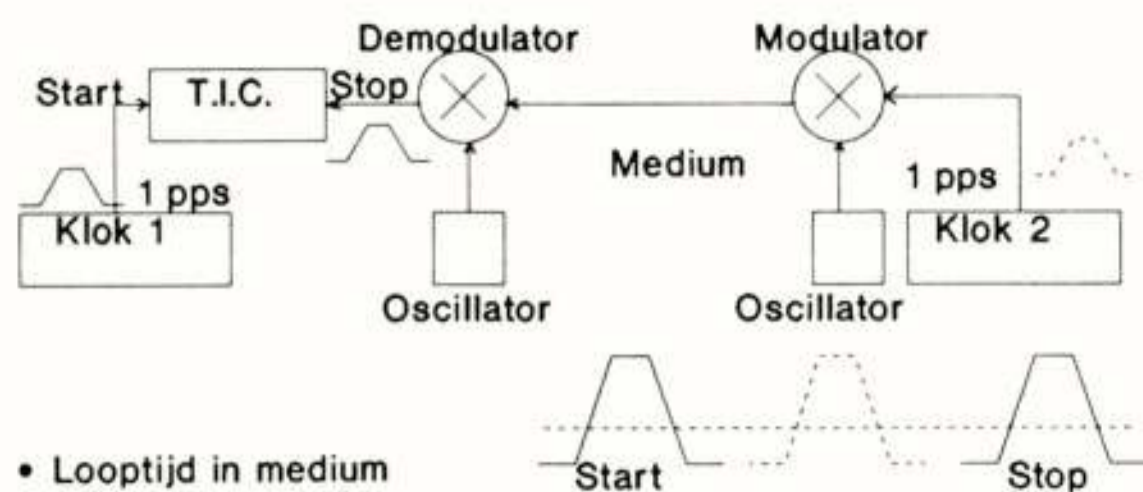 Demodulator
Modulator
Start
T.I.C.
Stop
Medium
1 pps
1 pps
Klok 1
Klok 2
Oscillator
Oscillator
• Looptijd in medium
Start
Stop